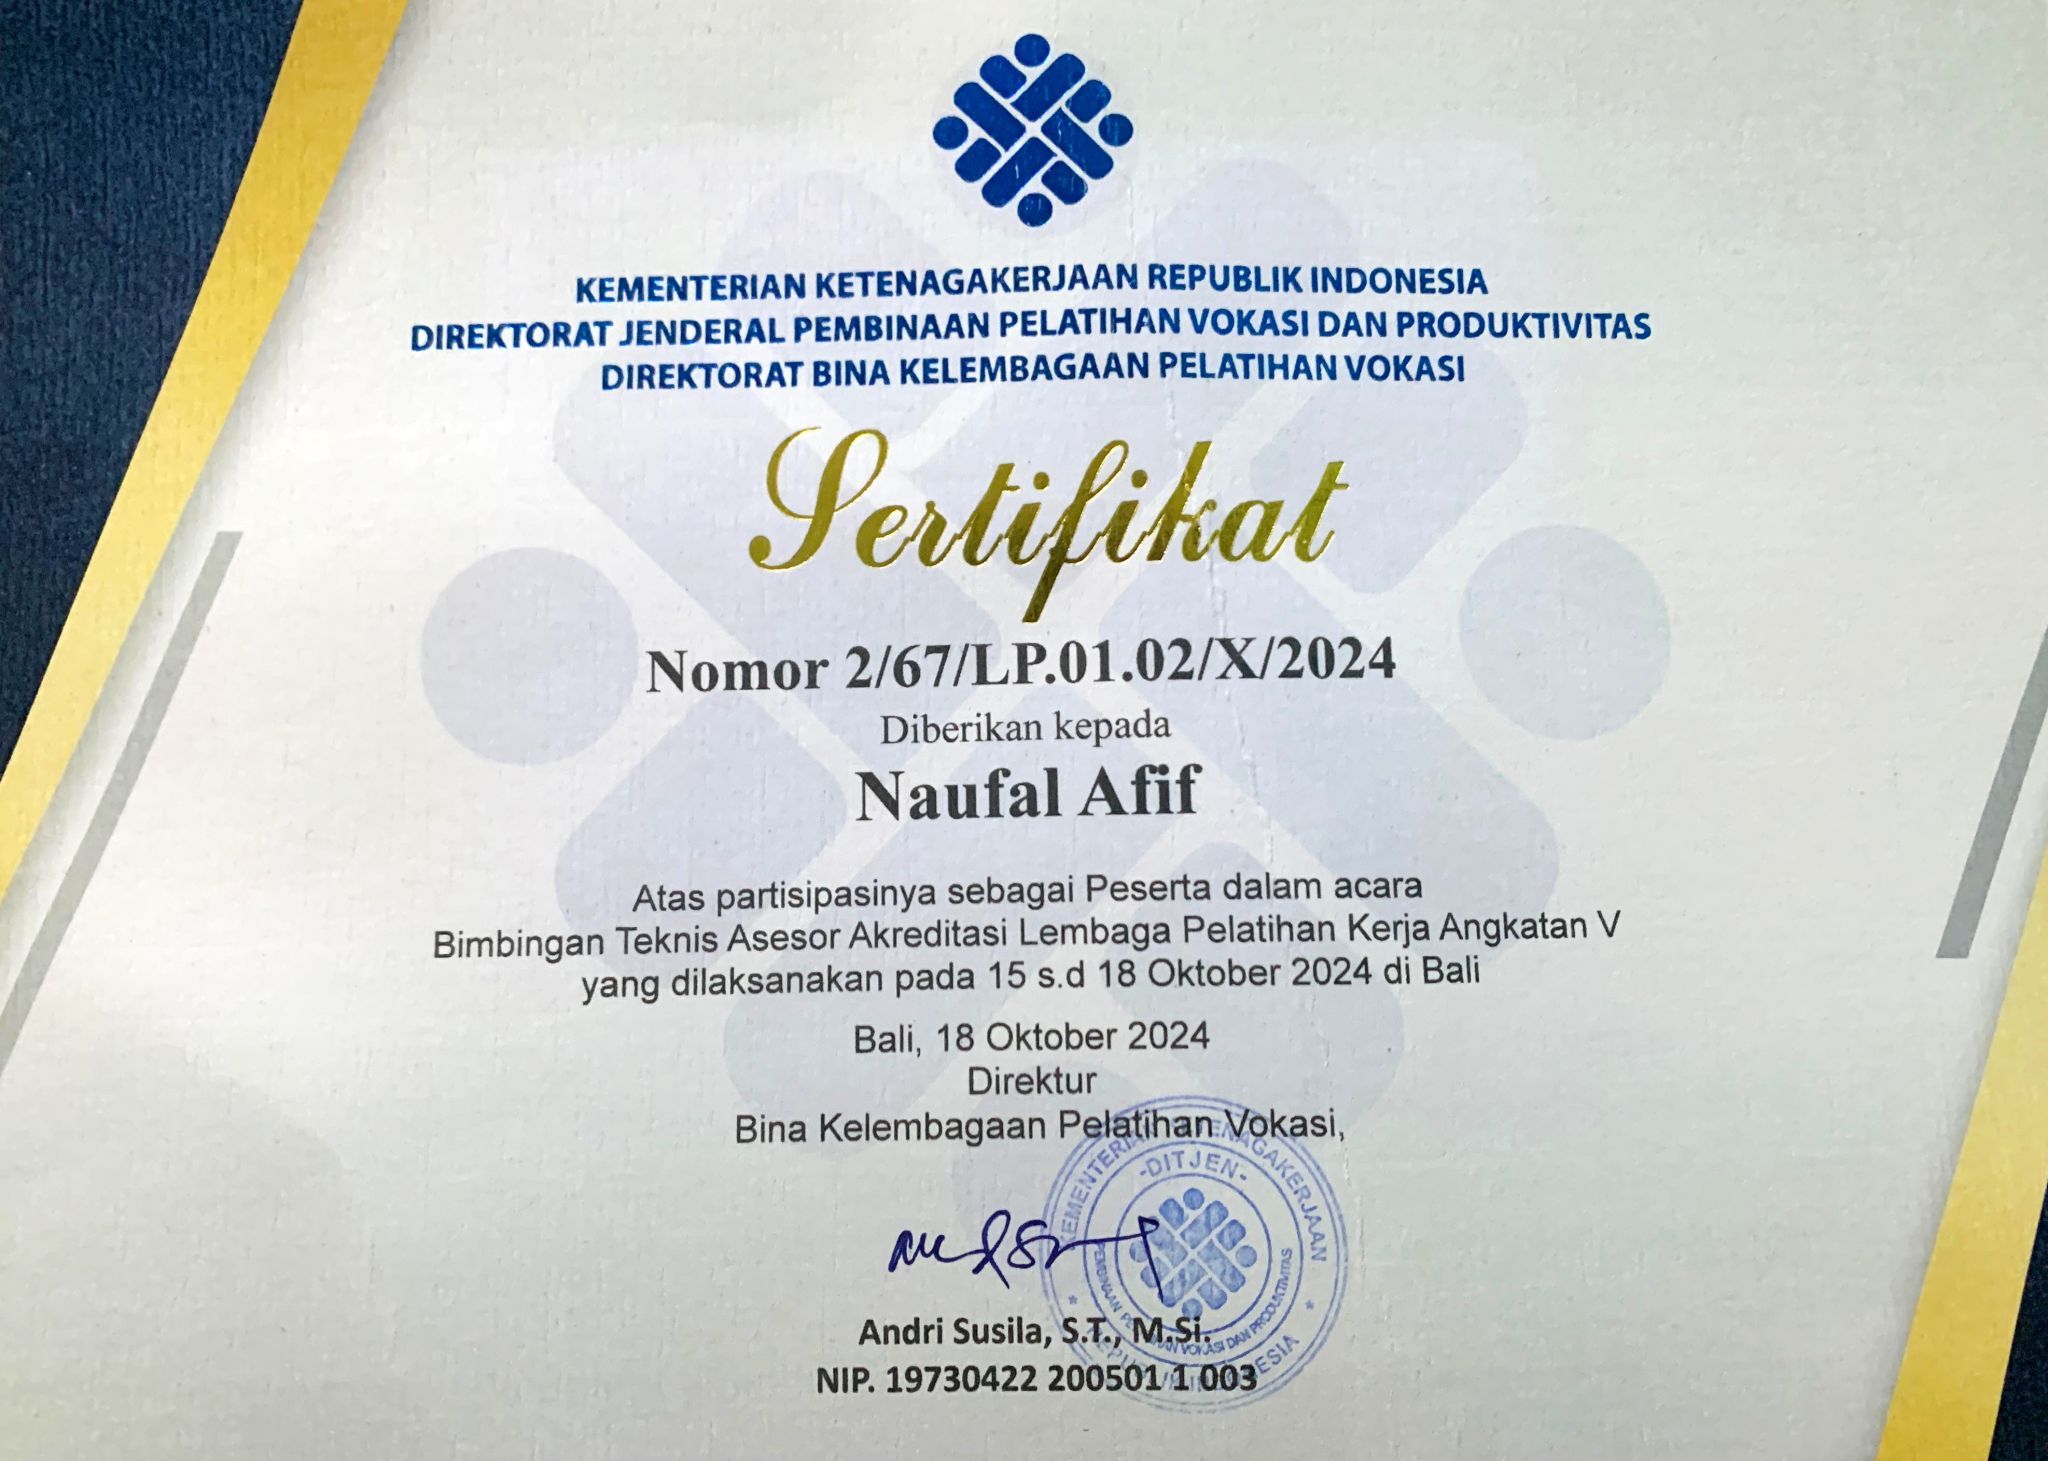 KEMENTERIAN KETENAGAKERJAAN REPUBLIK INDONESIA
DIREKTORAT JENDERAL PEMBINAAN PELATIHAN VOKASI DAN PRODUKTIVITAS
DIREKTORAT BINA KELEMBAGAAN PELATIHAN VOKASI
Sertifikat
Nomor 2/67/LP.01.02/X/2024
Diberikan kepada
Naufal Afif
Atas partisipasinya sebagai Peserta dalam acara
Bimbingan Teknis Asesor Akreditasi Lembaga Pelatihan Kerja Angkatan V
yang dilaksanakan pada 15 s.d 18 Oktober 2024 di Bali
Bali, 18 Oktober 2024
Direktur
Bina Kelembagaan Pelatihan Vokasi,
KEMENTERIAN KETENAGAKERJAAN
-DITJEN-
PEMBINAAN PELATIHAN VOKASI DAN PRODUKTIVITAS
REPUBLIK INDONESIA
Andri Susila, S.T., M.Si.
NIP. 19730422 200501 1 003